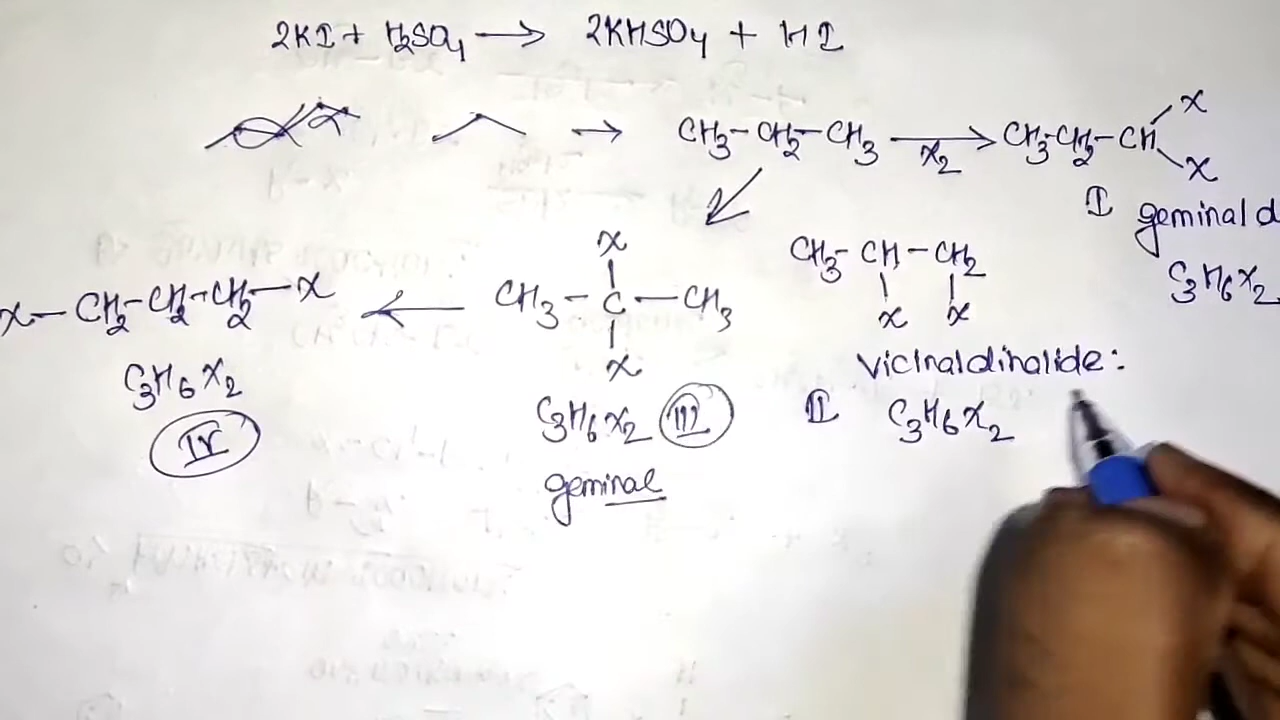 2KI + H2SO4 → 2KHSO4 + HI
→ CH3-CH2-CH3 → CH3-CH2-CH
X2
X
X
I geminal d
C3H6X2
X-CH2-CH2-CH2-X
C3H6X2
IV
X
CH3-C-CH3
X
C3H6X2 III
geminal
CH3-CH-CH2
X X
Vicinaldihalide:
II C3H6X2